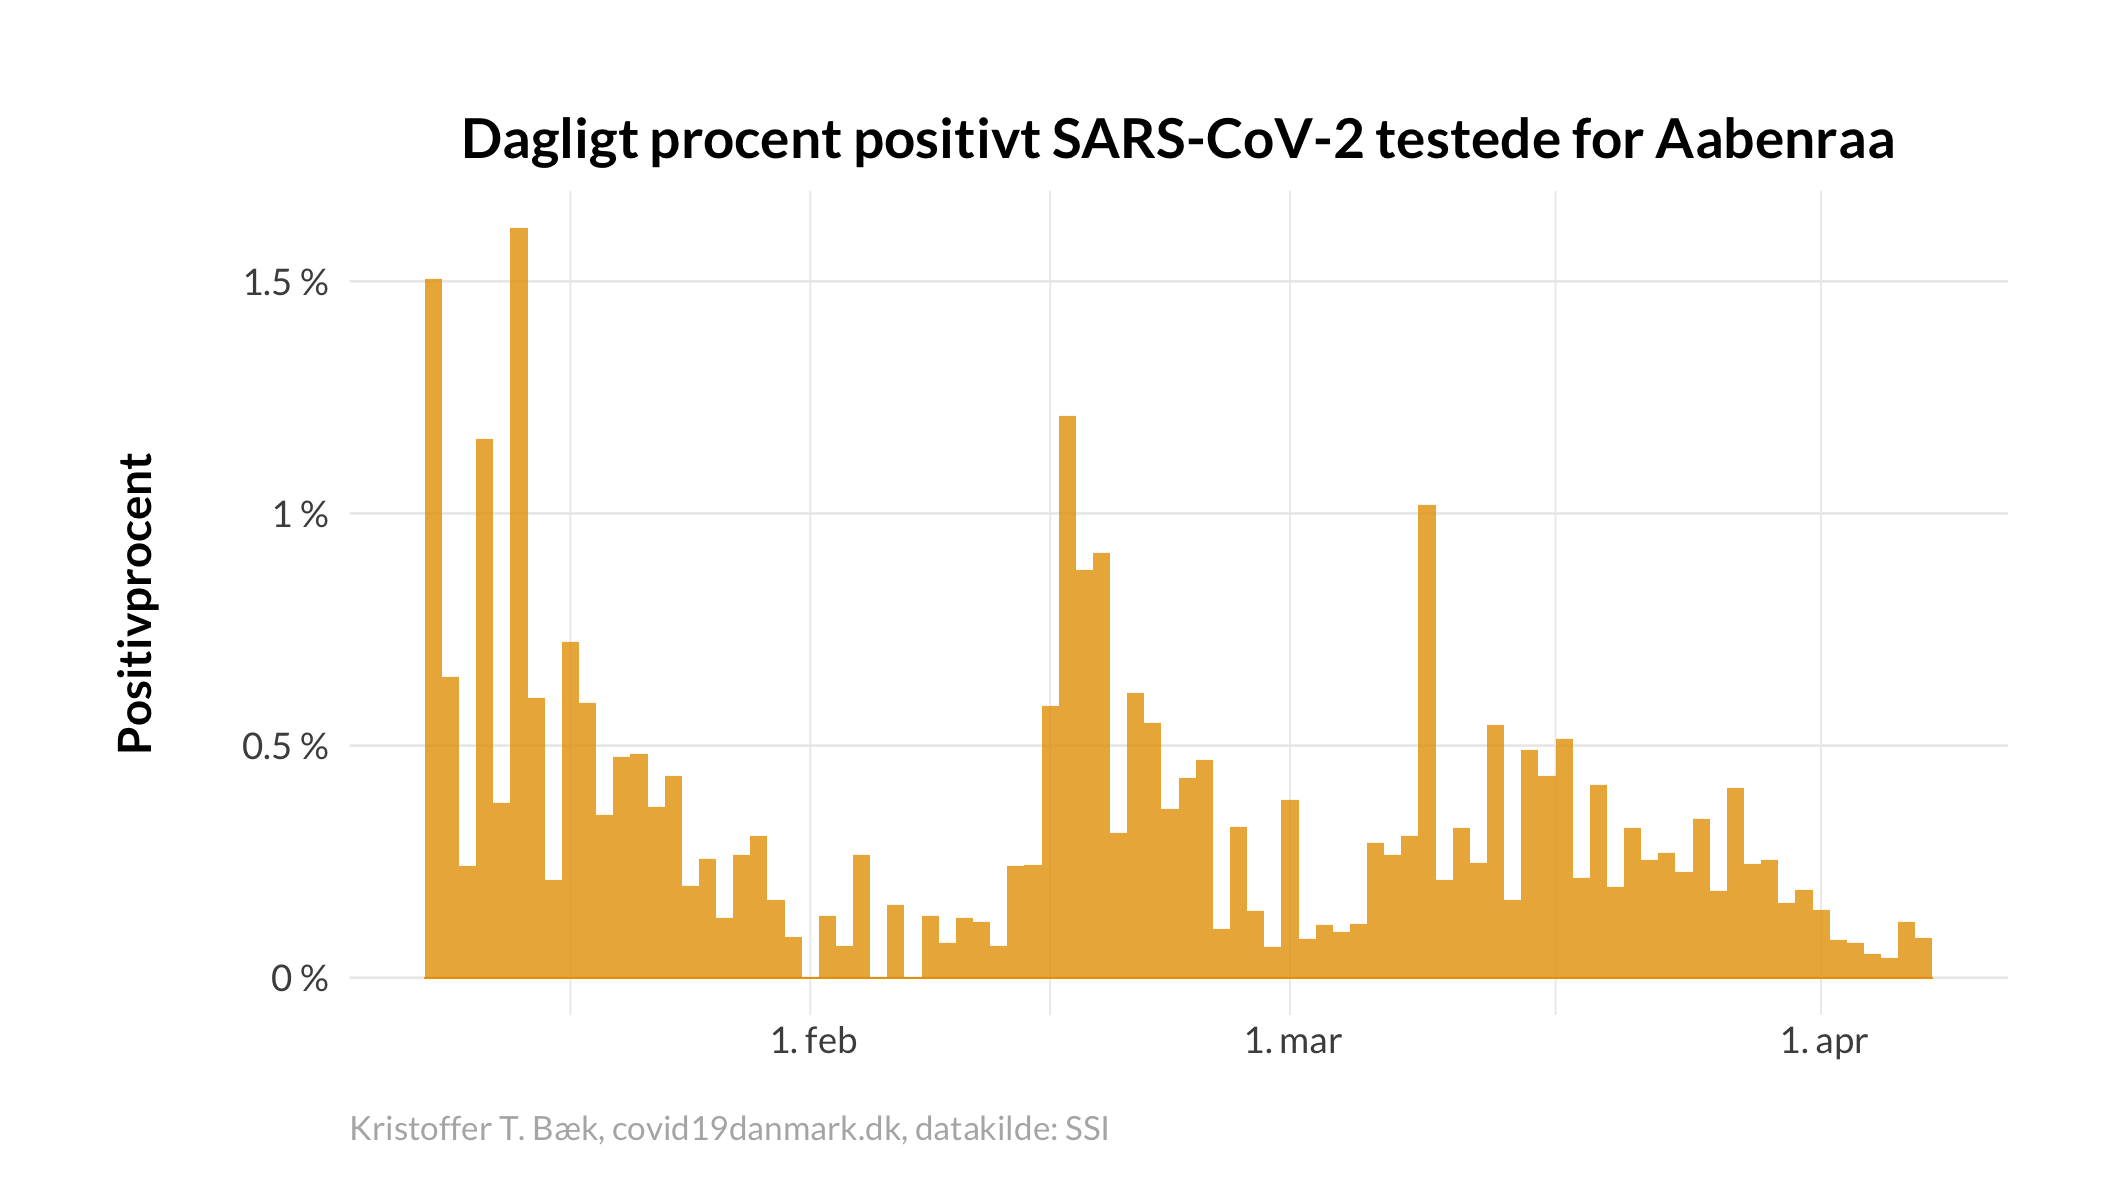 Dagligt procent positivt SARS-CoV-2 testede for Aabenraa
Positivprocent
1.5 %
1 %
0.5 %
0 %
1. feb
1. mar
1. apr
Kristoffer T. Bæk, covid19danmark.dk, datakilde: SSI